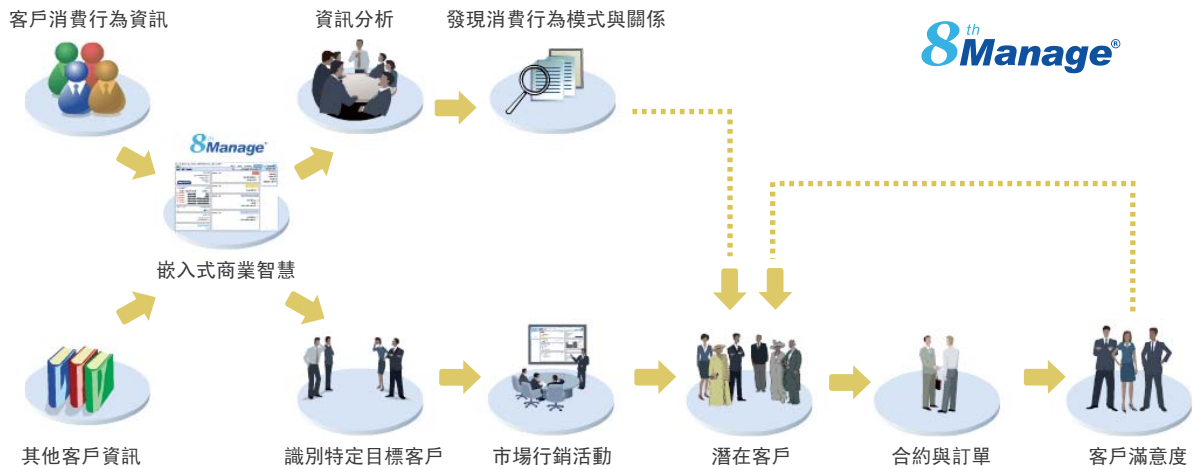 客戶消費行為資訊
資訊分析
發現消費行為模式與關係
8th Manage®
8th Manage®
嵌入式商業智慧
其他客戶資訊
識別特定目標客戶
市場行銷活動
潛在客戶
合約與訂單
客戶滿意度